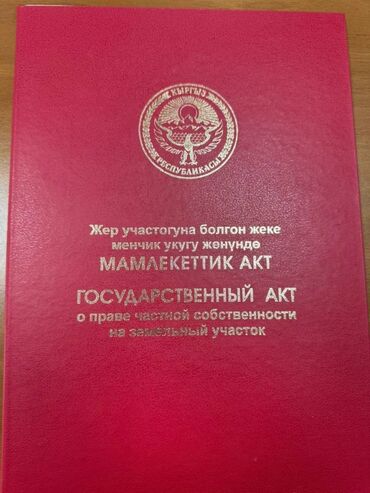 КЫРГЫЗ
РЕСПУБЛИКАСЫ
Жер участогуна болгон жеке
менчик укугу жөнүндө
МАМЛЕКЕТТИК АКТ
ГОСУДАРСТВЕННЫЙ АКТ
о праве частной собственности
на земельный участок